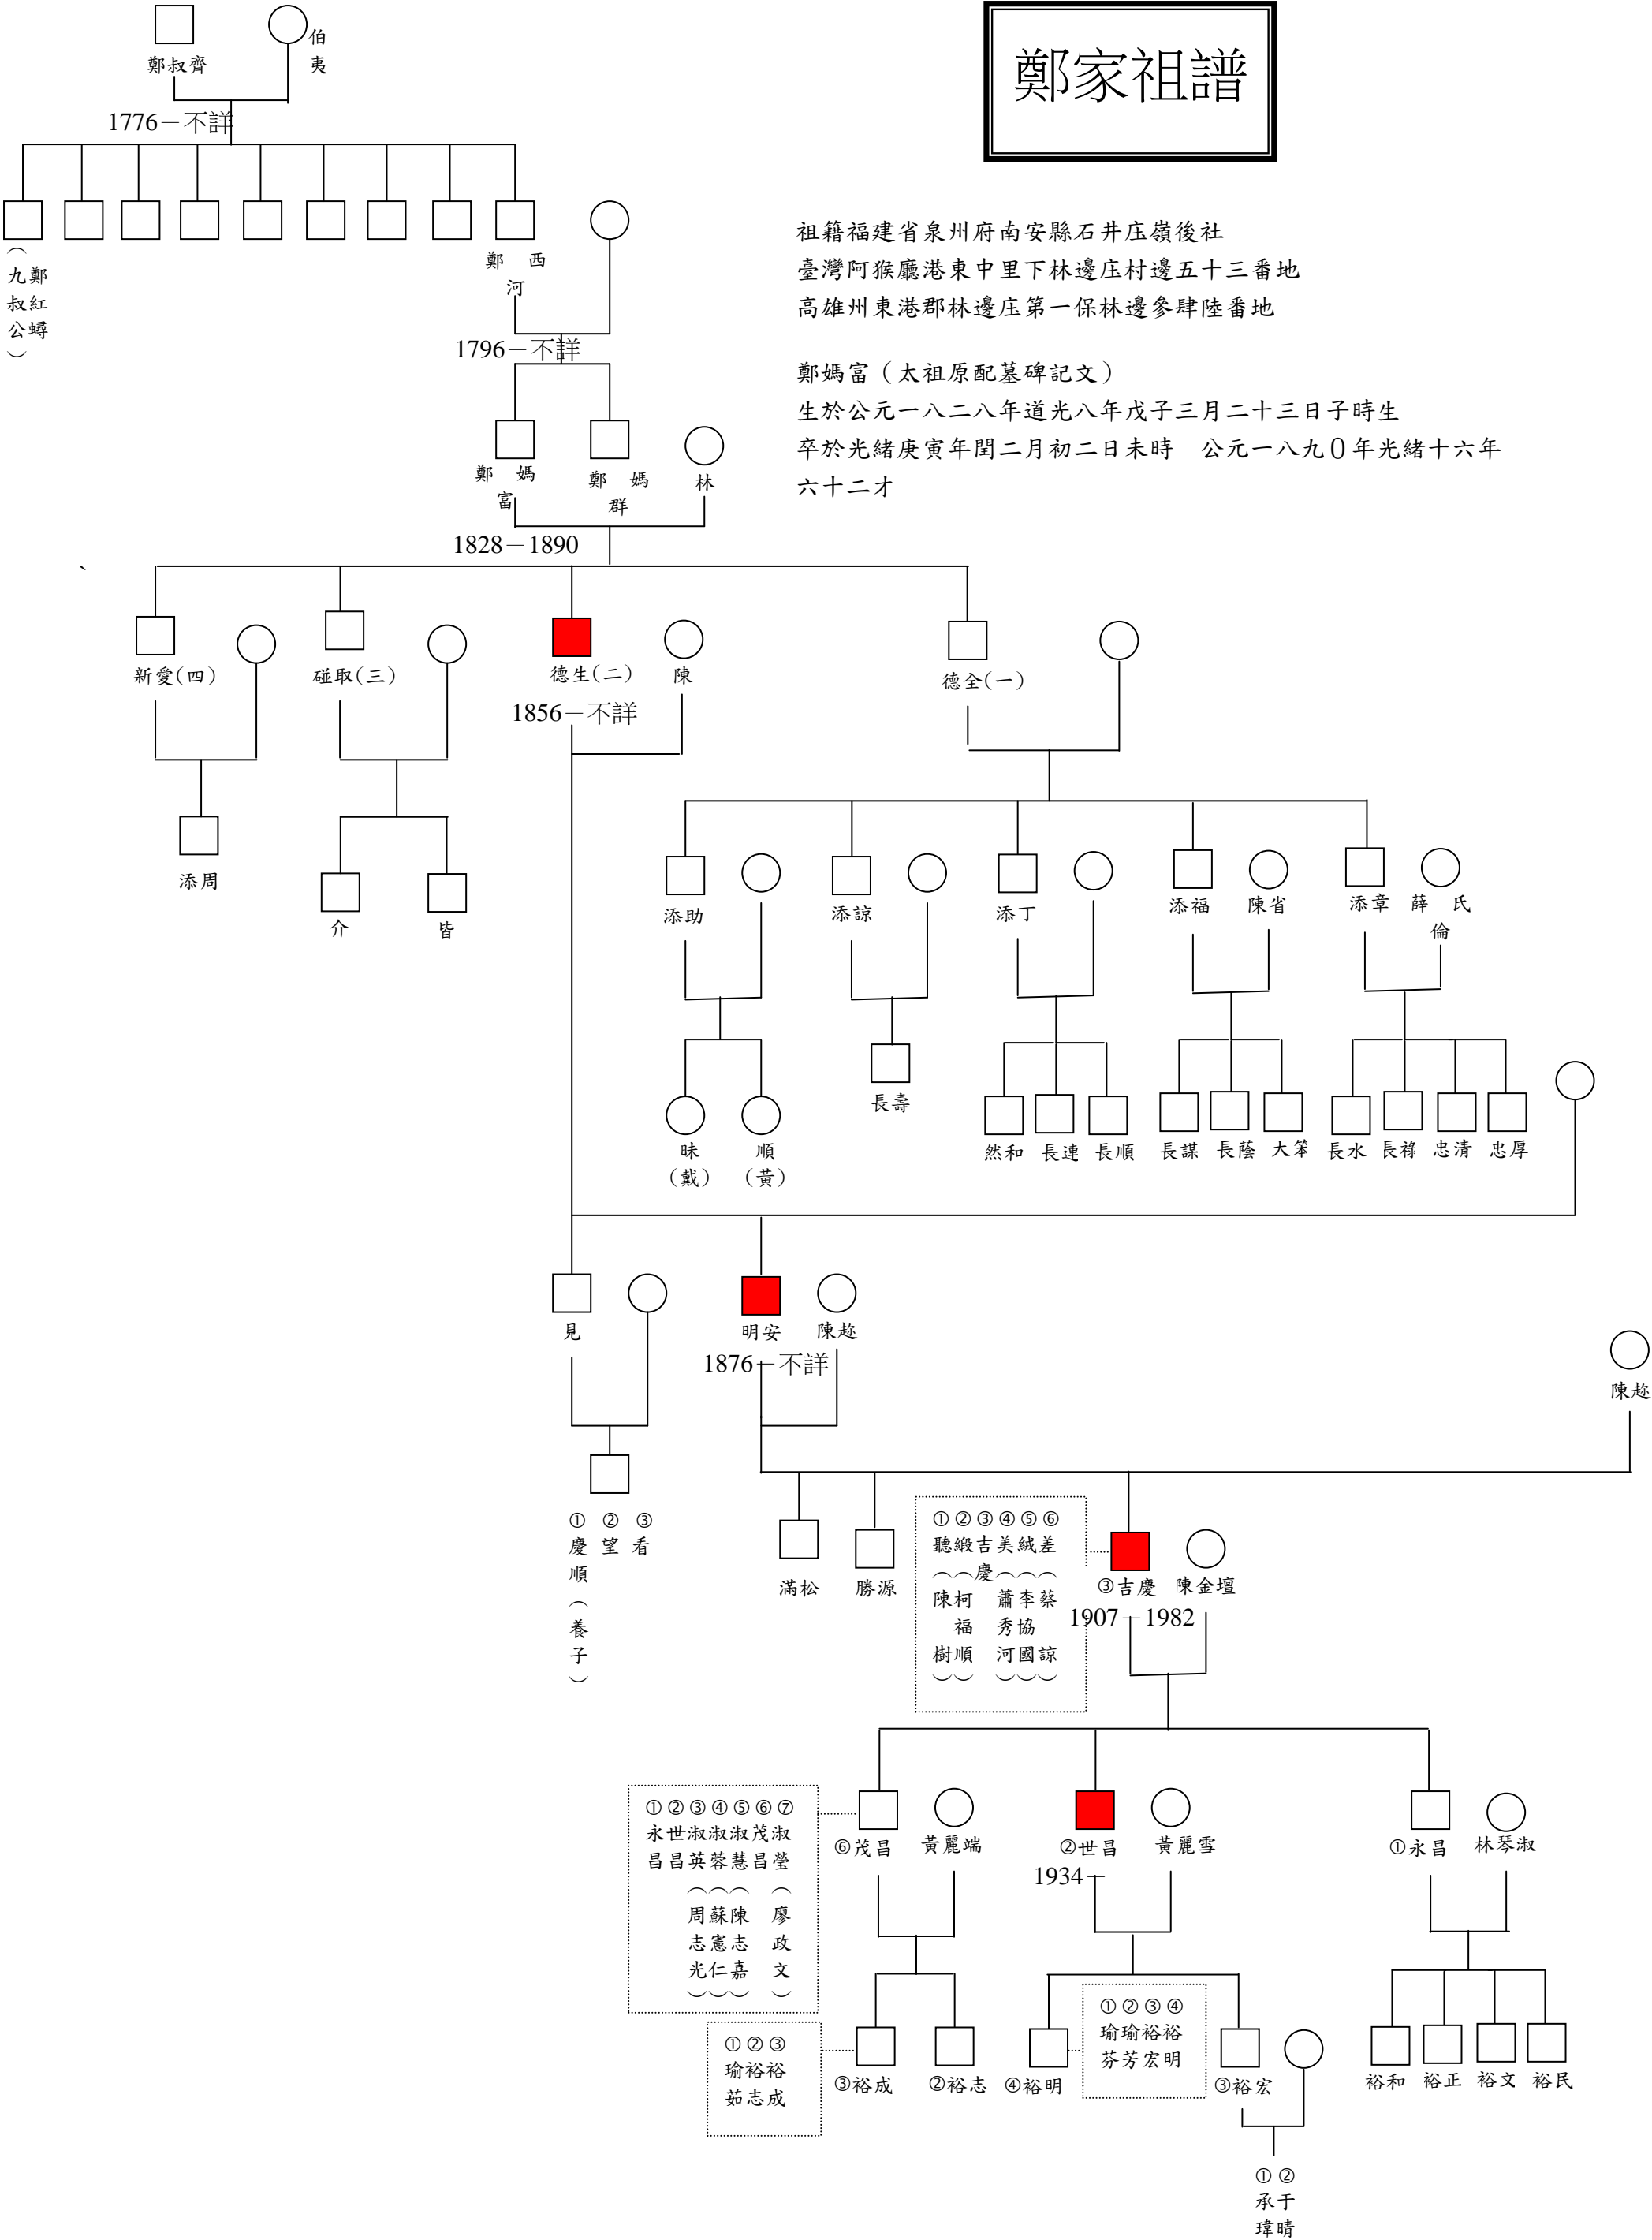 鄭家祖譜
鄭叔齊
伯夷
1776－不詳
鄭紅蟳
（九叔公）
鄭 西
河
1796－不詳
祖籍福建省泉州府南安縣石井庒嶺後社
臺灣阿猴廳港東中里下林邊庒村邊五十三番地
高雄州東港郡林邊庒第一保林邊參肆陸番地
鄭媽富（太祖原配墓碑記文）
生於公元一八二八年道光八年戊子三月二十三日子時生
卒於光緒庚寅年閏二月初二日未時　公元一八九０年光緒十六年
六十二才
鄭 媽
富
鄭 媽
群
林
1828－1890
、
新愛(四)
碰取(三)
德生(二)
陳
德全(一)
1856－不詳
添周
介
皆
添助
添諒
添丁
添福
陳省
添章
薛 氏
倫
昧
(戴)
順
(黃)
長壽
然和
長連
長順
長謀
長蔭
大笨
長水
長祿
忠清
忠厚
見
明安
陳趂
1876－不詳
陳趂
①慶順（養子）
②望
③看
滿松
勝源
①聽（陳樹）
②緞（柯福順）
③吉慶
④美（蕭秀河）
⑤絨（李協國）
⑥差（蔡諒）
③吉慶
陳金壇
1907－1982
①永昌
②世昌
③淑英（周志光）
④淑蓉（蘇憲仁）
⑤淑慧（陳志嘉）
⑥茂昌
⑦淑瑩（廖政文）
⑥茂昌
黃麗端
②世昌
黃麗雪
①永昌
林琴淑
1934－
①瑜茹
②裕志
③裕成
③裕成
②裕志
④裕明
①瑜芬
②瑜芳
③裕宏
④裕明
③裕宏
裕和
裕正
裕文
裕民
①承瑋
②于晴